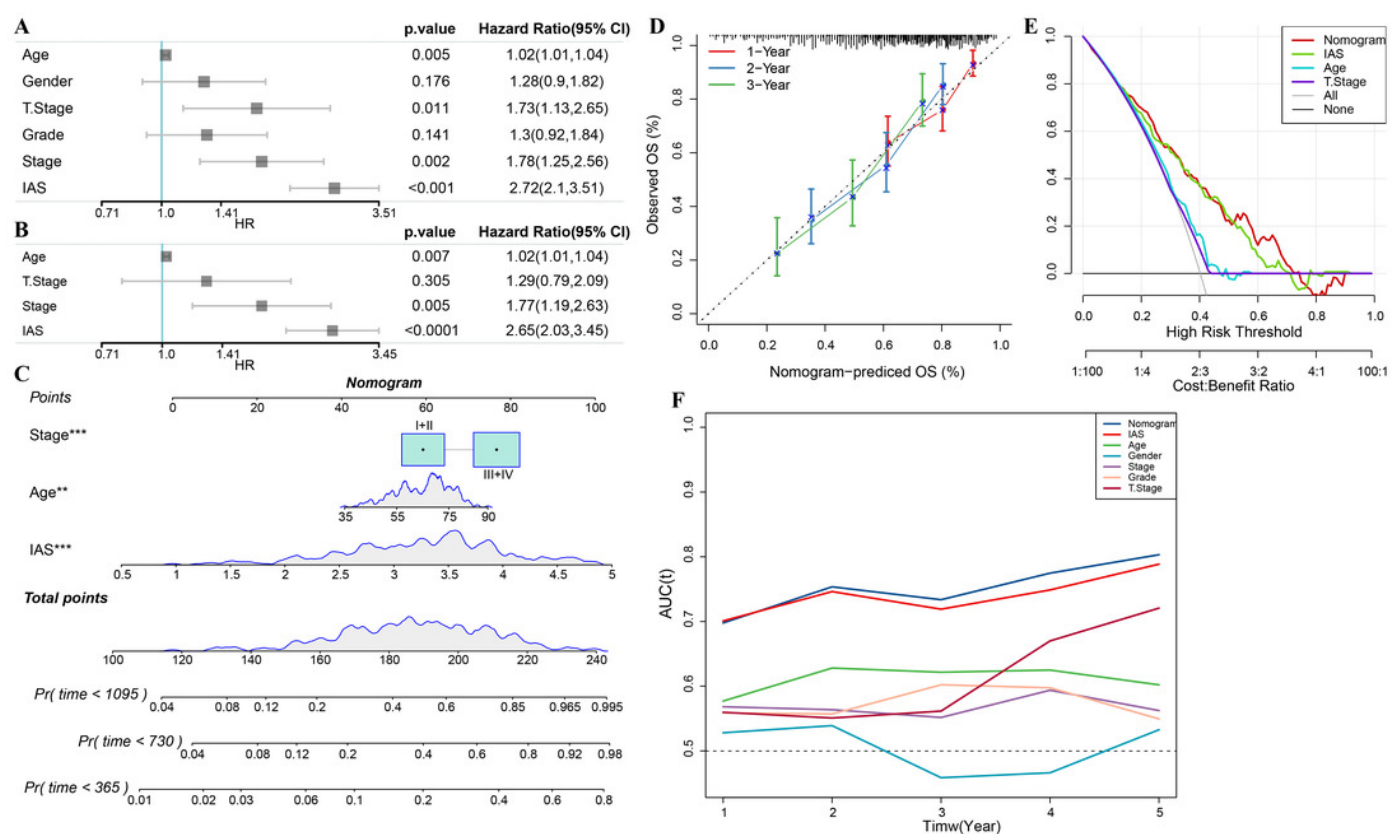 A
p.value Hazard Ratio(95% CI)
Age 0.005 1.02(1.01,1.04)
Gender 0.176 1.28(0.9,1.82)
T.Stage 0.011 1.73(1.13,2.65)
Grade 0.141 1.3(0.92,1.84)
Stage 0.002 1.78(1.25,2.56)
IAS <0.001 2.72(2.1,3.51)
0.71 1.0 1.41 3.51
HR
B
p.value Hazard Ratio(95% CI)
Age 0.007 1.02(1.01,1.04)
T.Stage 0.305 1.29(0.79,2.09)
Stage 0.005 1.77(1.19,2.63)
IAS <0.0001 2.65(2.03,3.45)
0.71 1.0 1.41 3.45
HR
C
Nomogram
Points
0 20 40 60 80 100
Stage***
I+II
III+IV
Age**
35 55 75 90
IAS***
0.5 1 1.5 2 2.5 3 3.5 4 4.5 5
Total points
100 120 140 160 180 200 220 240
Pr( time < 1095 )
0.04 0.08 0.12 0.2 0.4 0.6 0.85 0.965 0.995
Pr( time < 730 )
0.04 0.08 0.12 0.2 0.4 0.6 0.8 0.92 0.98
Pr( time < 365 )
0.01 0.02 0.03 0.06 0.1 0.2 0.4 0.6 0.8
D
1-Year
2-Year
3-Year
Observed OS (%)
1.0
0.8
0.6
0.4
0.2
0.0
0.0 0.2 0.4 0.6 0.8 1.0
Nomogram-prediced OS (%)
E
Nomogram
IAS
Age
T.Stage
All
None
1.0
0.8
0.6
0.4
0.2
0.0
0.0 0.2 0.4 0.6 0.8 1.0
High Risk Threshold
1:100 1:4 2:3 3:2 4:1 100:1
Cost:Benefit Ratio
F
Nomogram
IAS
Age
Gender
Stage
Grade
T.Stage
AUC(t)
1.0
0.9
0.8
0.7
0.6
0.5
1 2 3 4 5
Timw(Year)